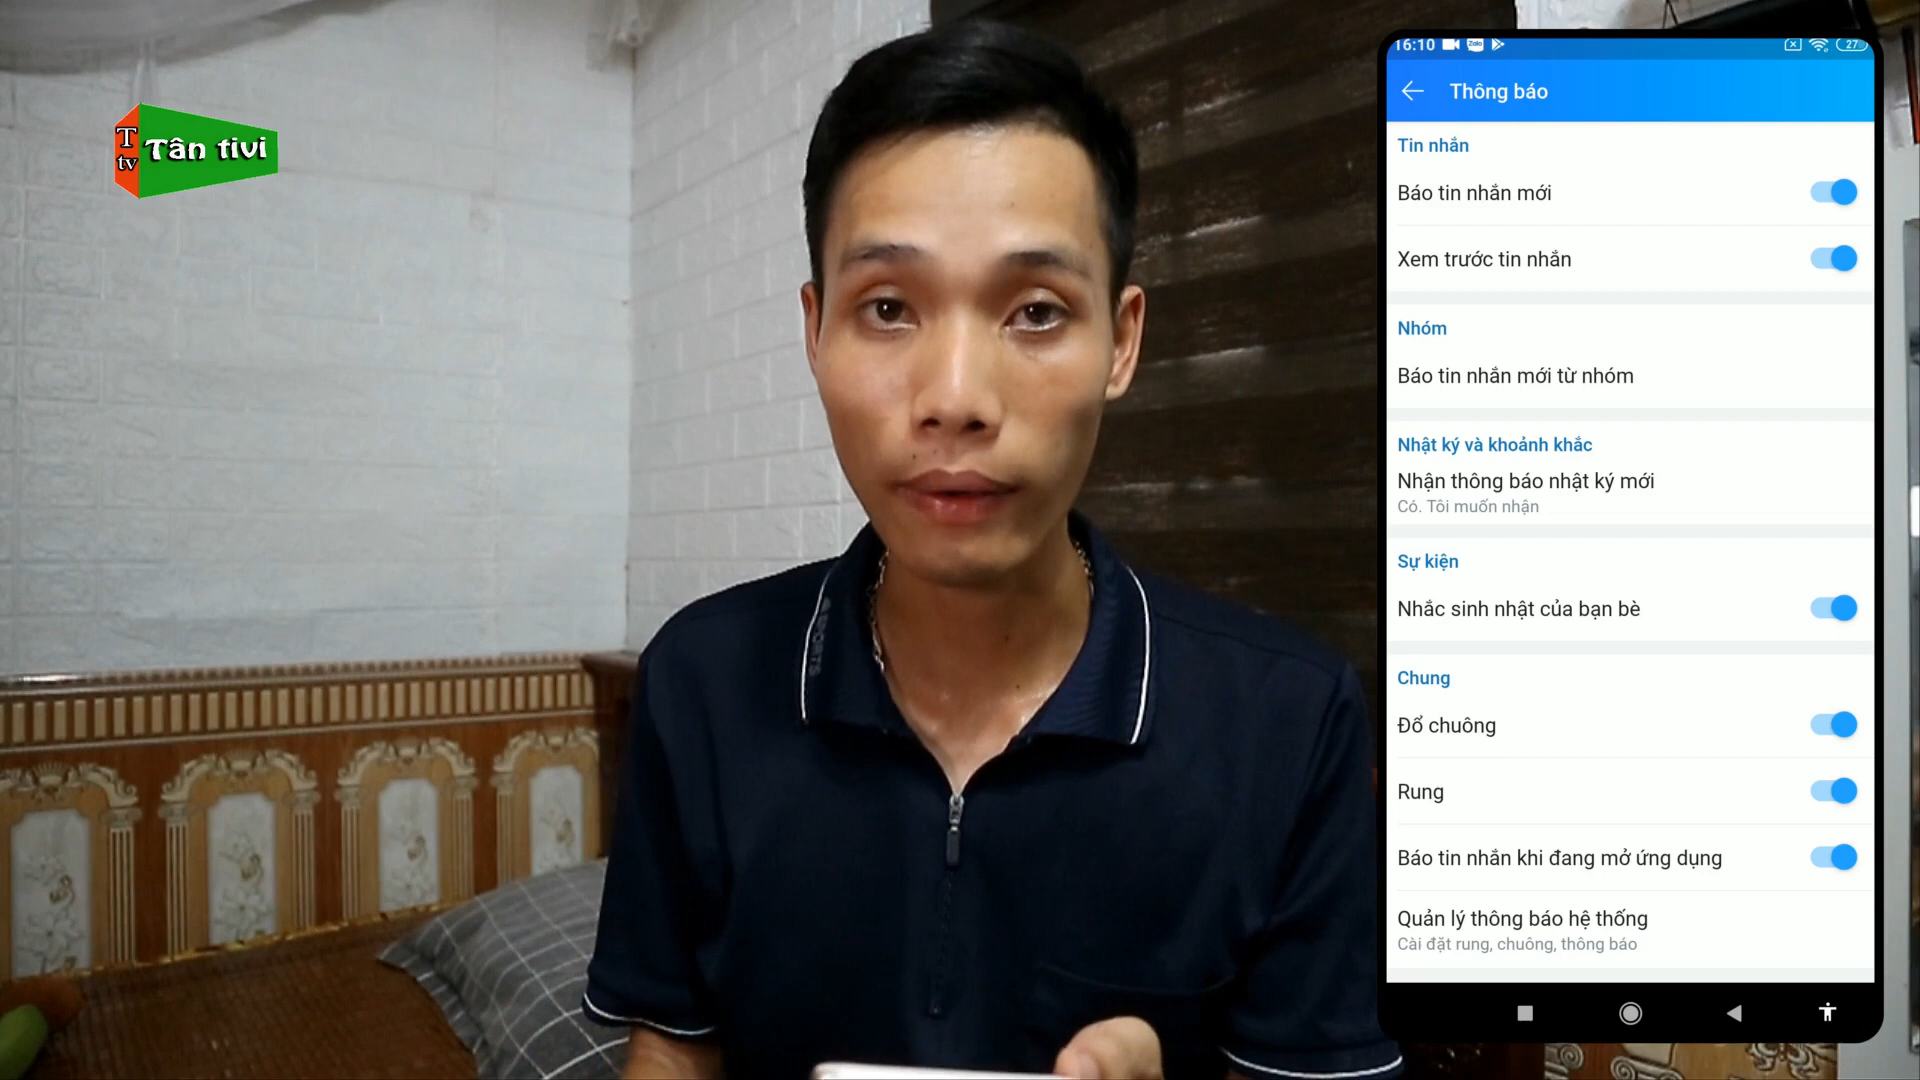 T
tv
Tân tivi
16:10
Zalo
27
Thông báo
Tin nhắn
Báo tin nhắn mới
Xem trước tin nhắn
Nhóm
Báo tin nhắn mới từ nhóm
Nhật ký và khoảnh khắc
Nhận thông báo nhật ký mới
Có. Tôi muốn nhận
Sự kiện
Nhắc sinh nhật của bạn bè
Chung
Đổ chuông
Rung
Báo tin nhắn khi đang mở ứng dụng
Quản lý thông báo hệ thống
Cài đặt rung, chuông, thông báo
SPORTS